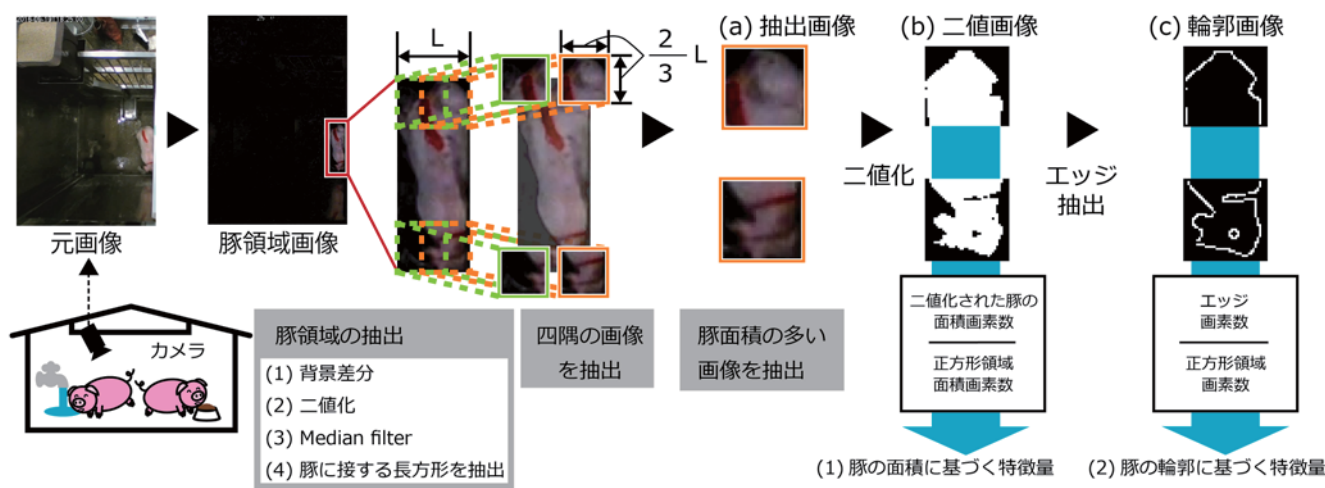 元画像
豚領域画像
L
2
3
L
(a) 抽出画像
(b) 二値画像
(c) 輪郭画像
二値化
エッジ
抽出
カメラ
豚領域の抽出
(1) 背景差分
(2) 二値化
(3) Median filter
(4) 豚に接する長方形を抽出
四隅の画像
を抽出
豚面積の多い
画像を抽出
二値化された豚の
面積画素数
正方形領域
面積画素数
エッジ
画素数
正方形領域
画素数
(1) 豚の面積に基づく特徴量
(2) 豚の輪郭に基づく特徴量